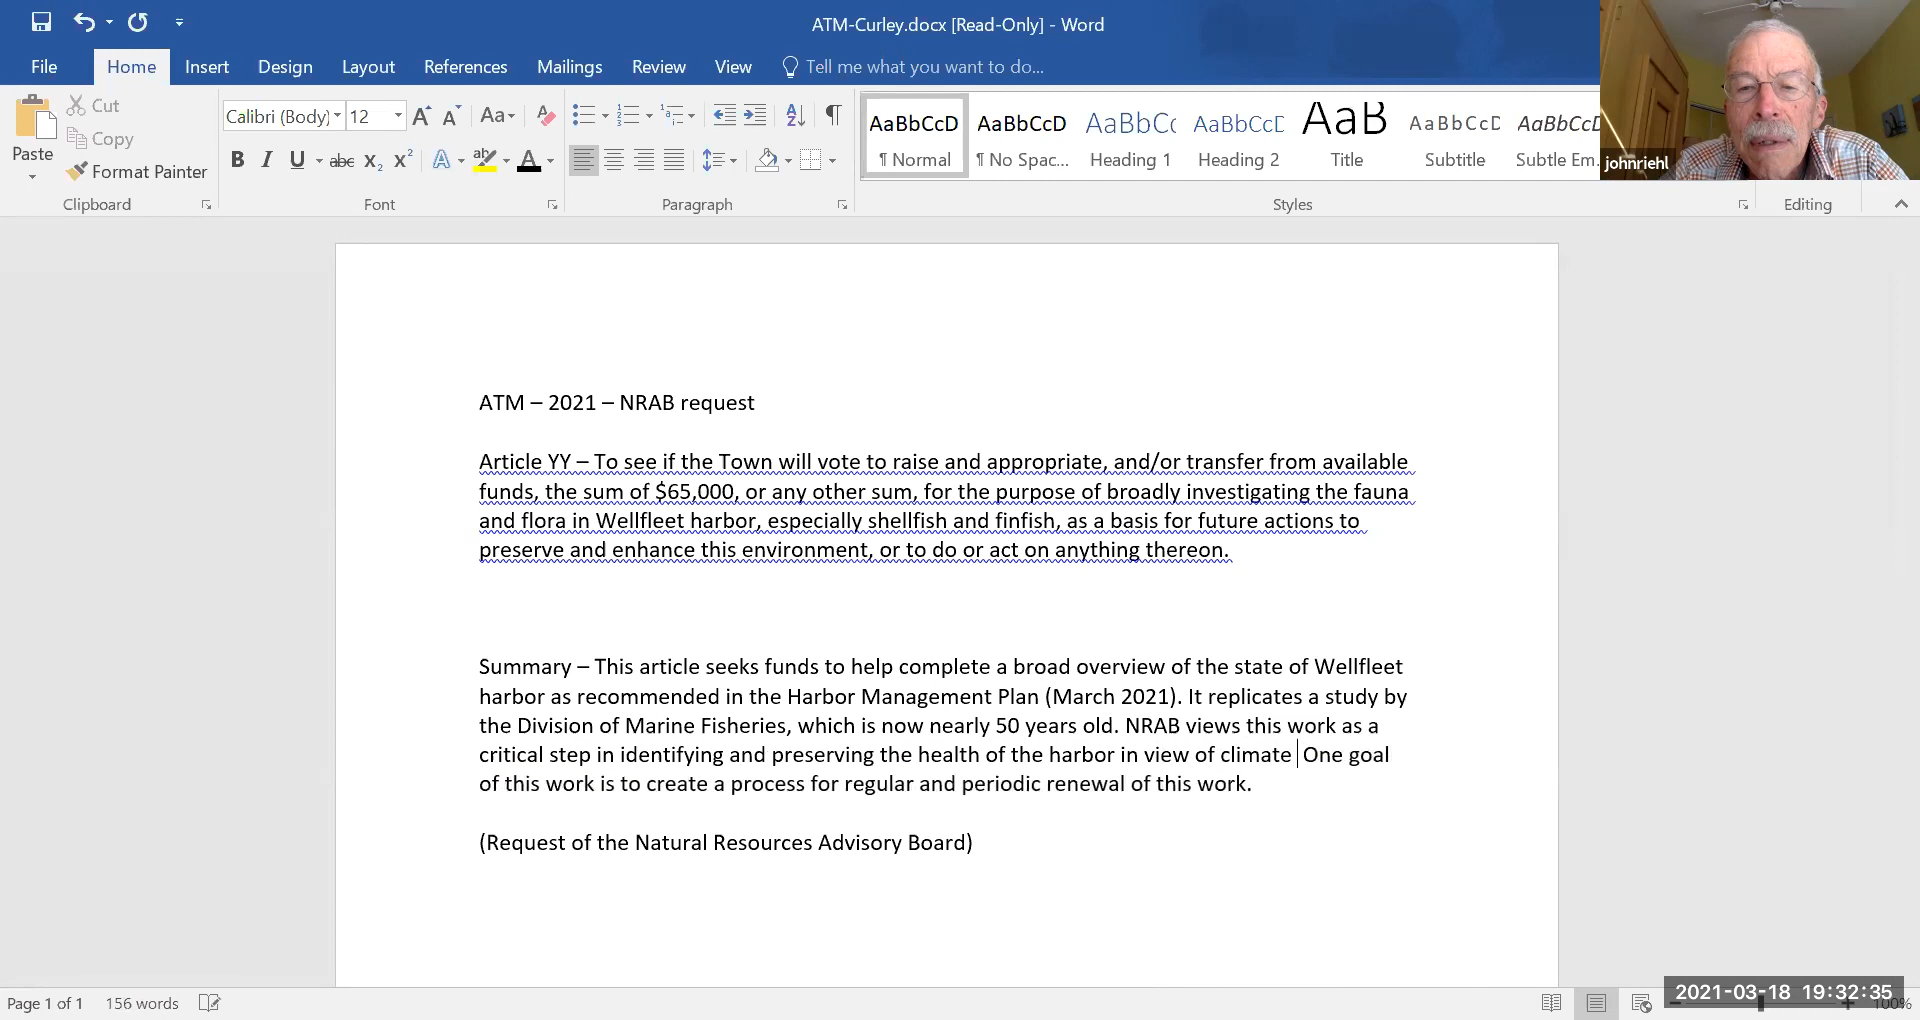 ATM-Curley.docx [Read-Only] - Word
File Home Insert Design Layout References Mailings Review View Tell me what you want to do...
Paste
Cut
Copy
Format Painter
Clipboard
Calibri (Body) 12
Aa
B I U abc X₂ X² A ab A
Font
Paragraph
AaBbCcD AaBbCcD AaBbCc AaBbCcD AaB AaBbCcD AaBbCcD
¶ Normal ¶ No Spac... Heading 1 Heading 2 Title Subtitle Subtle Em...
Styles
Editing
johnriehl
ATM – 2021 – NRAB request
Article YY – To see if the Town will vote to raise and appropriate, and/or transfer from available
funds, the sum of $65,000, or any other sum, for the purpose of broadly investigating the fauna
and flora in Wellfleet harbor, especially shellfish and finfish, as a basis for future actions to
preserve and enhance this environment, or to do or act on anything thereon.
Summary – This article seeks funds to help complete a broad overview of the state of Wellfleet
harbor as recommended in the Harbor Management Plan (March 2021). It replicates a study by
the Division of Marine Fisheries, which is now nearly 50 years old. NRAB views this work as a
critical step in identifying and preserving the health of the harbor in view of climate One goal
of this work is to create a process for regular and periodic renewal of this work.
(Request of the Natural Resources Advisory Board)
Page 1 of 1 156 words
2021-03-18 19:32:35
100%